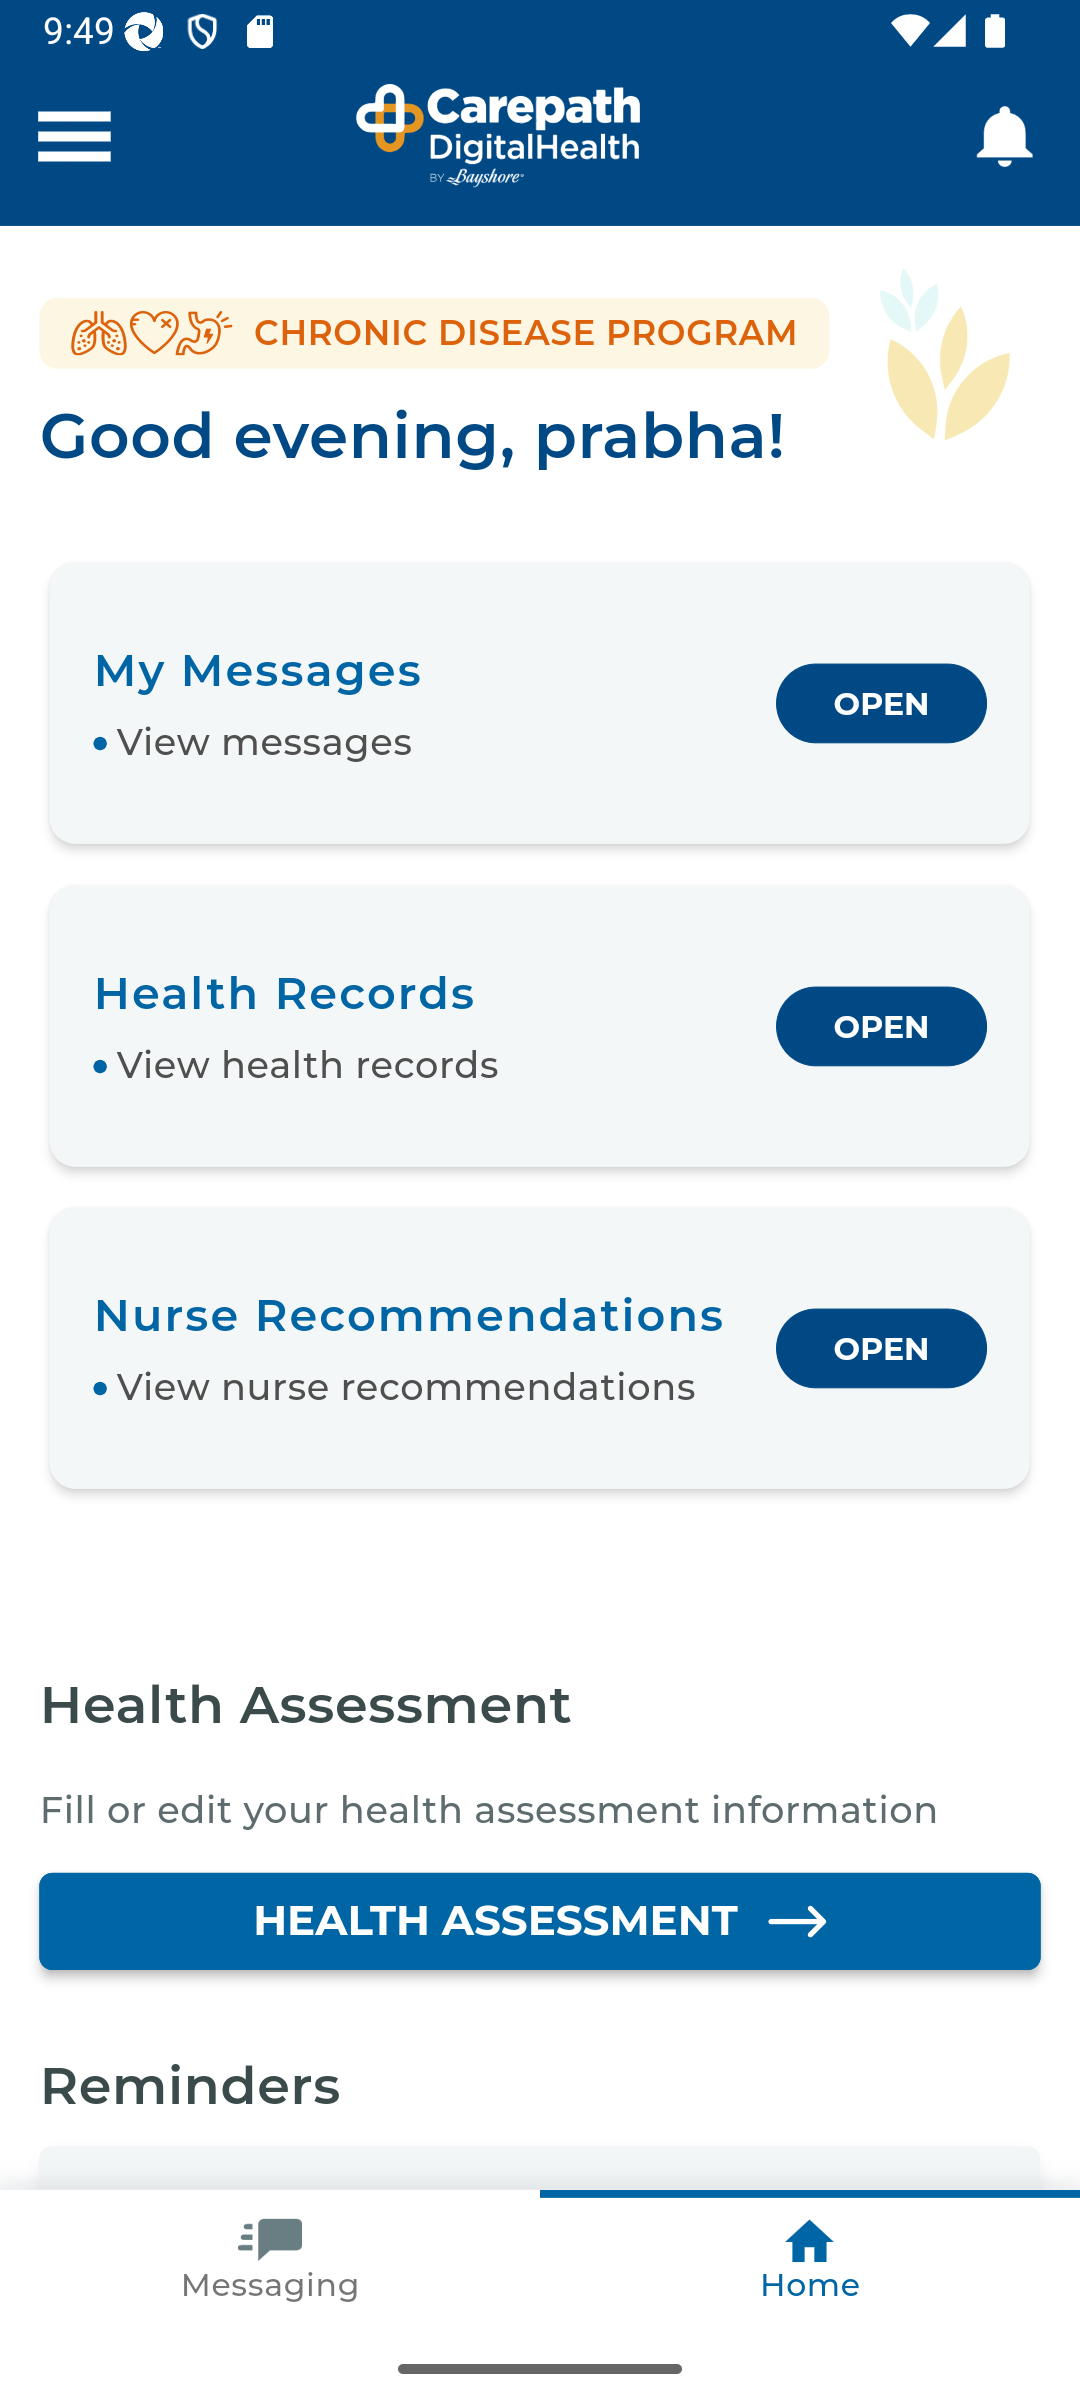 9:49
Carepath
DigitalHealth
BY Bayshore
CHRONIC DISEASE PROGRAM
Good evening, prabha!
My Messages
• View messages
OPEN
Health Records
• View health records
OPEN
Nurse Recommendations
• View nurse recommendations
OPEN
Health Assessment
Fill or edit your health assessment information
HEALTH ASSESSMENT →
Reminders
Messaging
Home